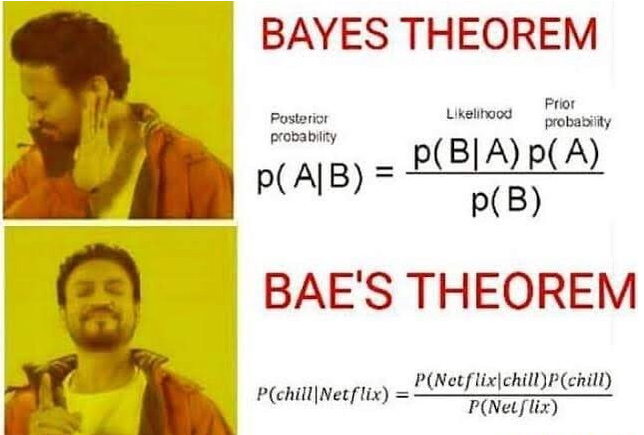 BAYES THEOREM
Posterior probability
Likelihood
Prior probability
p(A|B) = p(B|A) p(A) / p(B)
BAE'S THEOREM
P(chill|Netflix) = P(Netflix|chill)P(chill) / P(Netflix)